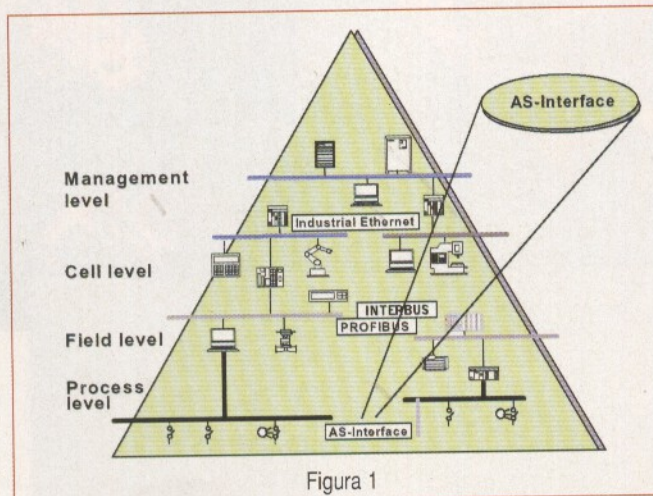 AS-Interface
Management
level
Industrial Ethernet
Cell level
INTERBUS
PROFIBUS
Field level
Process
level
AS-Interface
Figura 1